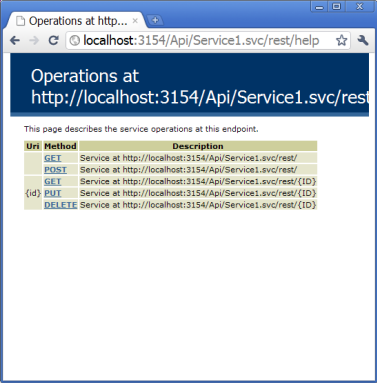 Operations at http...
localhost:3154/Api/Service1.svc/rest/help
Operations at
http://localhost:3154/Api/Service1.svc/rest
This page describes the service operations at this endpoint.
Uri Method Description
GET Service at http://localhost:3154/Api/Service1.svc/rest/
POST Service at http://localhost:3154/Api/Service1.svc/rest/
GET Service at http://localhost:3154/Api/Service1.svc/rest/{ID}
{id} PUT Service at http://localhost:3154/Api/Service1.svc/rest/{ID}
DELETE Service at http://localhost:3154/Api/Service1.svc/rest/{ID}